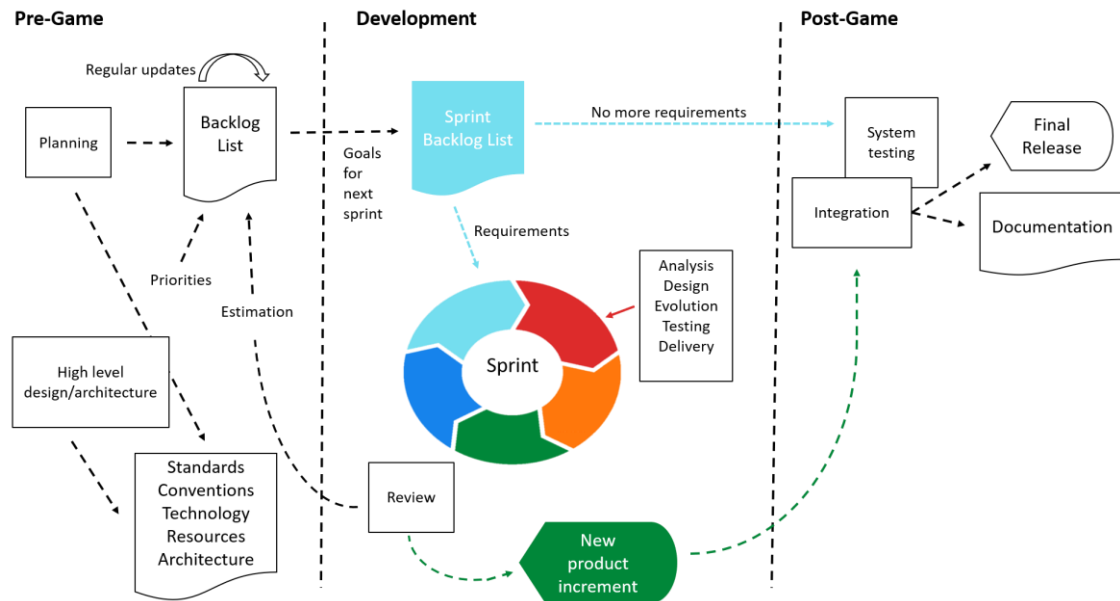 Pre-Game
Development
Post-Game
Regular updates
Planning
Backlog
List
Priorities
Estimation
High level
design/architecture
Standards
Conventions
Technology
Resources
Architecture
Goals
for
next
sprint
Sprint
Backlog List
No more requirements
Requirements
Analysis
Design
Evolution
Testing
Delivery
Sprint
Review
New
product
increment
System
testing
Integration
Final
Release
Documentation